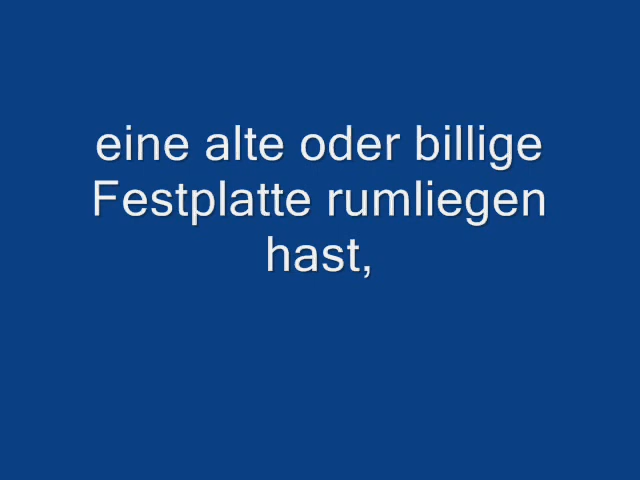 eine alte oder billige
Festplatte rumliegen
hast,